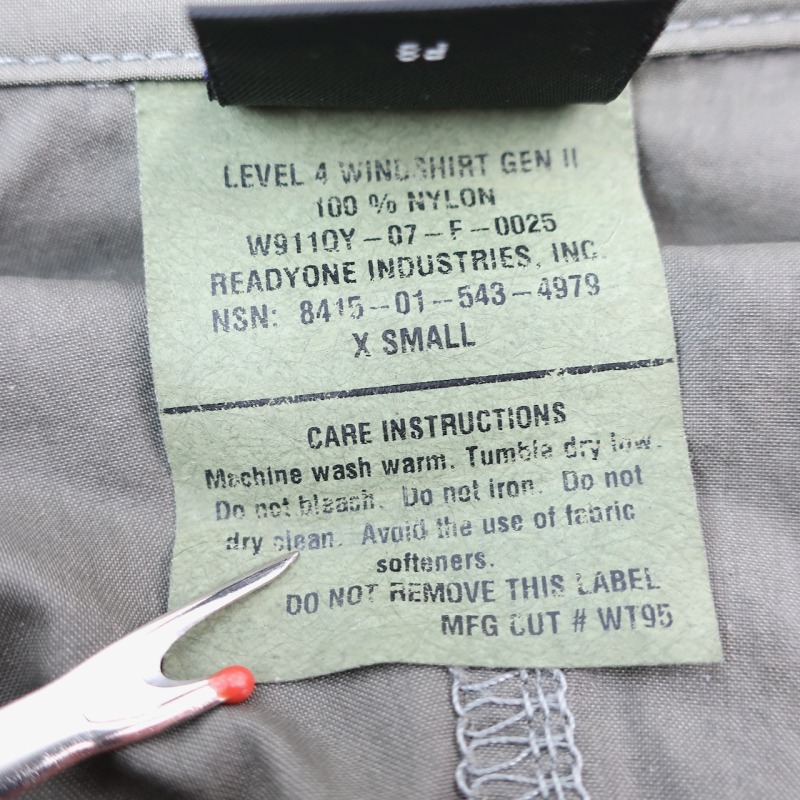 LEVEL 4 WINDSHIRT GEN II
100 % NYLON
W911QY-07-F-0025
READYONE INDUSTRIES, INC.
NSN: 8415-01-543-4979
X SMALL
CARE INSTRUCTIONS
Machine wash warm. Tumble dry low.
Do not bleach. Do not iron. Do not
dry clean. Avoid the use of fabric
softeners.
DO NOT REMOVE THIS LABEL
MFG CUT # WT95